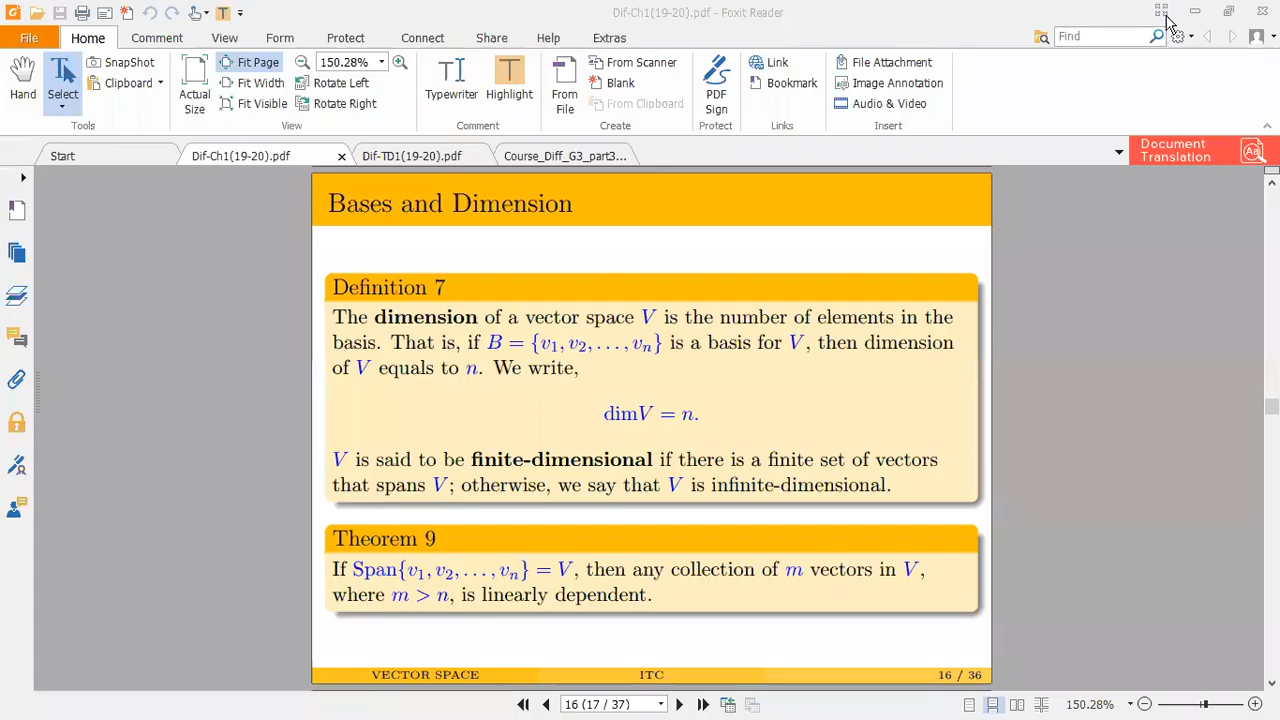 Dif-Ch1(19-20).pdf - Foxit Reader
File Home Comment View Form Protect Connect Share Help Extras
Find
Hand
Select
SnapShot
Clipboard
Tools
Actual Size
Fit Page
Fit Width
Fit Visible
150.28%
Rotate Left
Rotate Right
View
Typewriter
Highlight
Comment
From File
From Scanner
Blank
From Clipboard
Create
PDF Sign
Protect
Link
Bookmark
Links
File Attachment
Image Annotation
Audio & Video
Insert
Start
Dif-Ch1(19-20).pdf
Dif-TD1(19-20).pdf
Course_Diff_G3_part3...
Document Translation
Bases and Dimension
Definition 7
The dimension of a vector space V is the number of elements in the
basis. That is, if B = {v₁, v₂, . . . , vₙ} is a basis for V, then dimension
of V equals to n. We write,
dimV = n.
V is said to be finite-dimensional if there is a finite set of vectors
that spans V; otherwise, we say that V is infinite-dimensional.
Theorem 9
If Span{v₁, v₂, . . . , vₙ} = V, then any collection of m vectors in V,
where m > n, is linearly dependent.
VECTOR SPACE ITC 16 / 36
16 (17 / 37)
150.28%